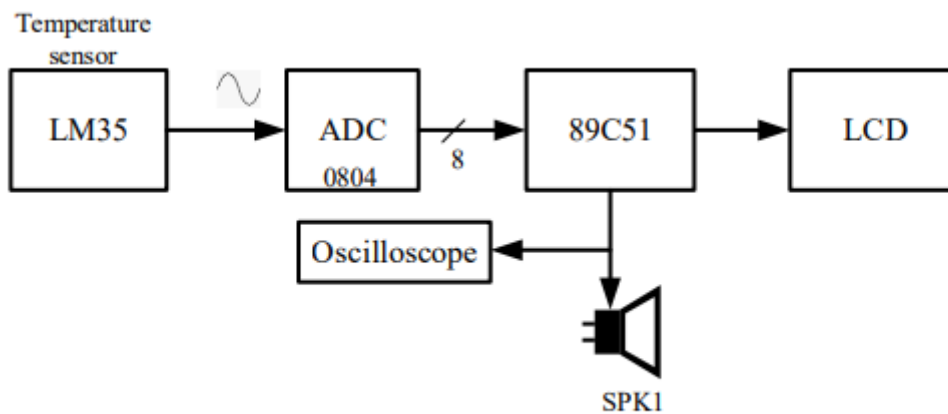 Temperature
sensor
LM35
ADC
0804
8
89C51
LCD
Oscilloscope
SPK1